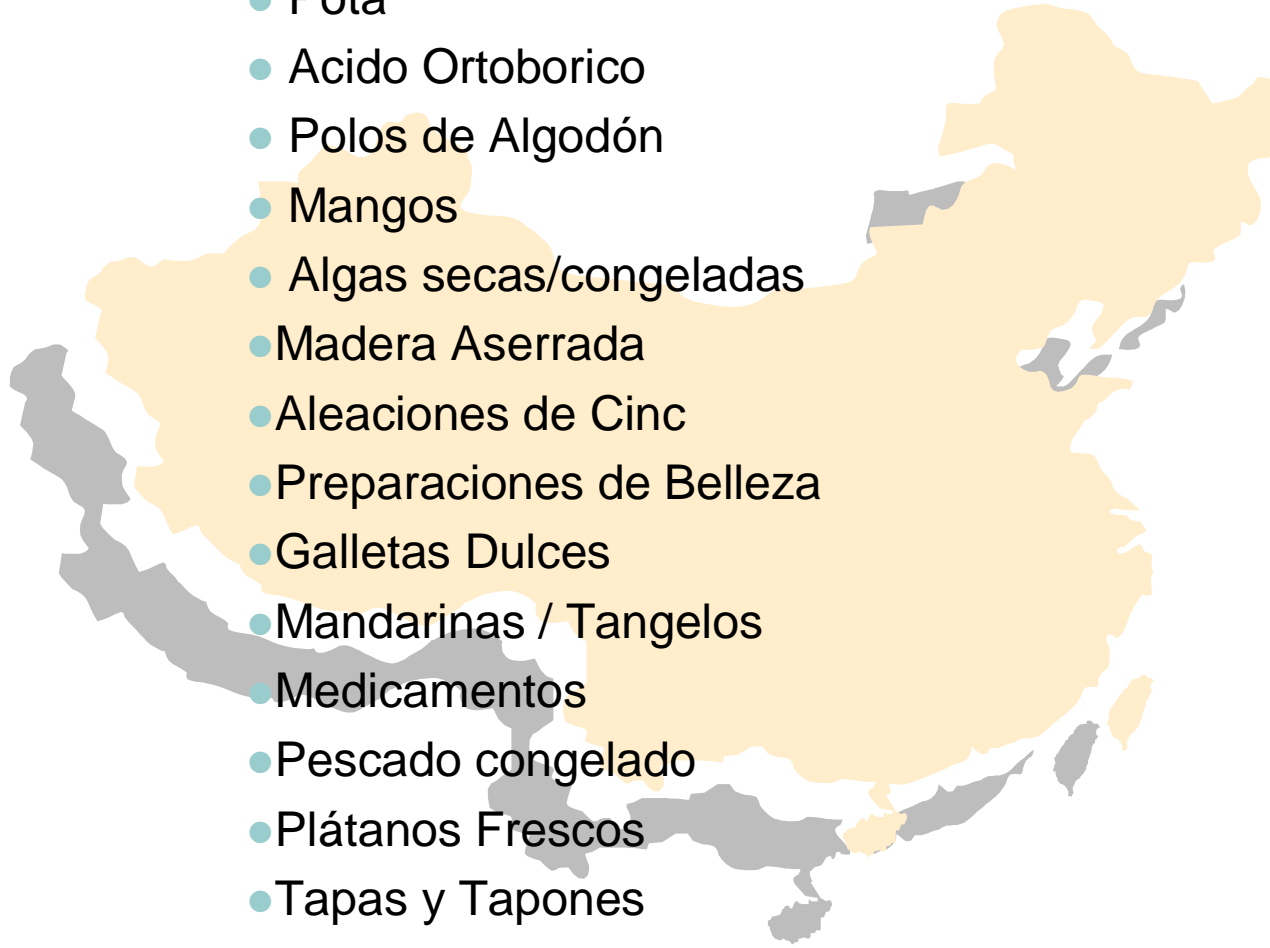 ● Pota
● Acido Ortoborico
● Polos de Algodón
● Mangos
● Algas secas/congeladas
●Madera Aserrada
●Aleaciones de Cinc
●Preparaciones de Belleza
●Galletas Dulces
●Mandarinas / Tangelos
●Medicamentos
●Pescado congelado
●Plátanos Frescos
●Tapas y Tapones